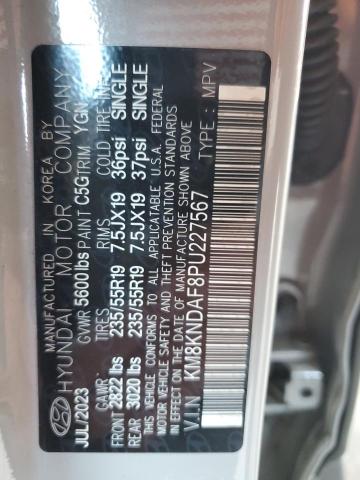 MANUFACTURED IN KOREA BY
HYUNDAI MOTOR COMPANY
JUL/2023 GVWR 5600lbs PAINT C5G TRIM YGN
GAWR TIRES RIMS COLD TIRE INF.
FRONT 2822 lbs 235/55R19 7.5JX19 36psi SINGLE
REAR 3020 lbs 235/55R19 7.5JX19 37psi SINGLE
THIS VEHICLE CONFORMS TO ALL APPLICABLE U.S.A. FEDERAL
MOTOR VEHICLE SAFETY AND THEFT PREVENTION STANDARDS
IN EFFECT ON THE DATE OF MANUFACTURE SHOWN ABOVE.
V.I.N KM8KNDAF8PU227567 TYPE : MPV